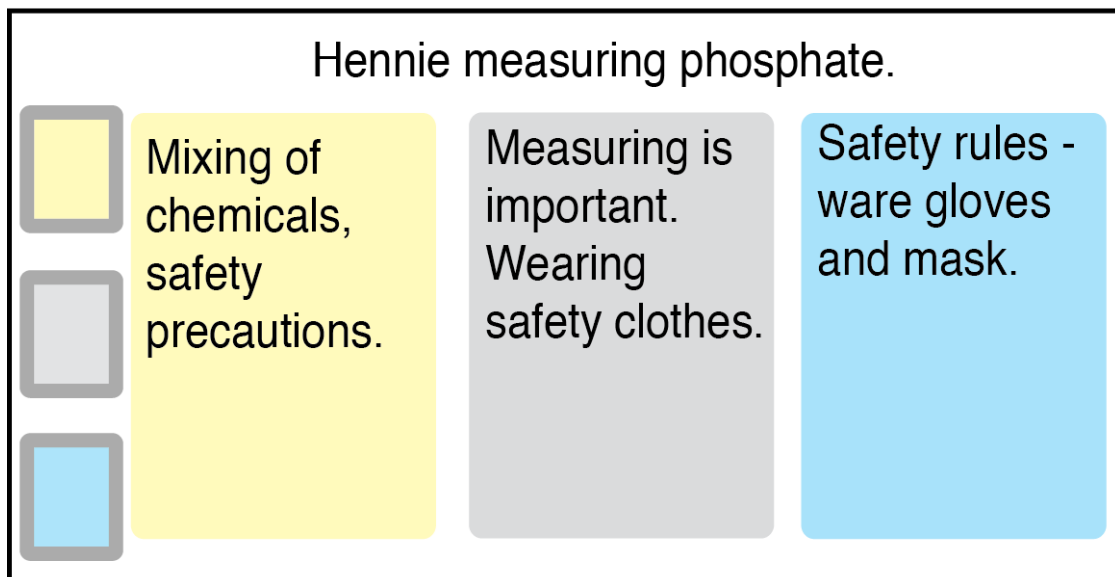 Hennie measuring phosphate.
Mixing of
chemicals,
safety
precautions.
Measuring is
important.
Wearing
safety clothes.
Safety rules -
ware gloves
and mask.